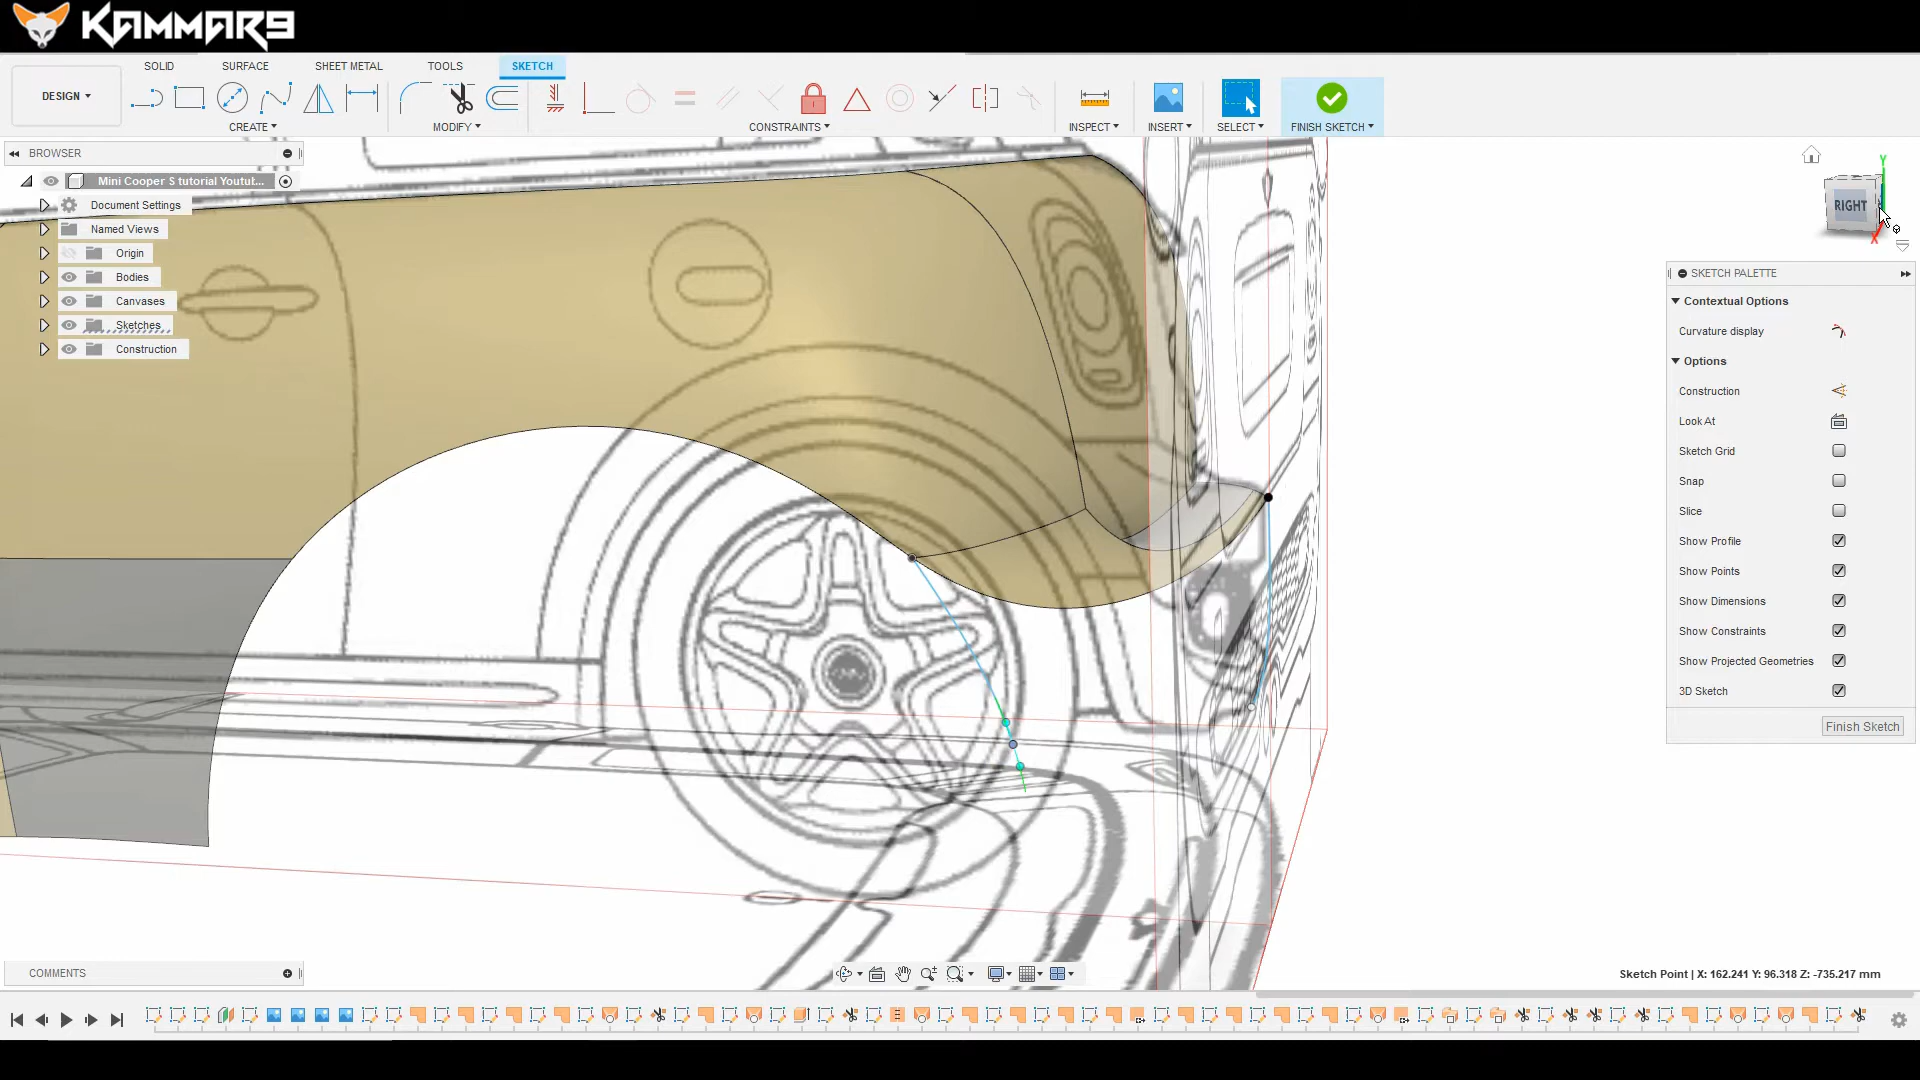 KAMMAR9
DESIGN
SOLID SURFACE SHEET METAL TOOLS SKETCH
CREATE MODIFY CONSTRAINTS INSPECT INSERT SELECT FINISH SKETCH
BROWSER
Mini Cooper S tutorial Youtut...
Document Settings
Named Views
Origin
Bodies
Canvases
Sketches
Construction
Y
RIGHT
X
SKETCH PALETTE
Contextual Options
Curvature display
Options
Construction
Look At
Sketch Grid
Snap
Slice
Show Profile
Show Points
Show Dimensions
Show Constraints
Show Projected Geometries
3D Sketch
Finish Sketch
COMMENTS
Sketch Point | X: 162.241 Y: 96.318 Z: -735.217 mm